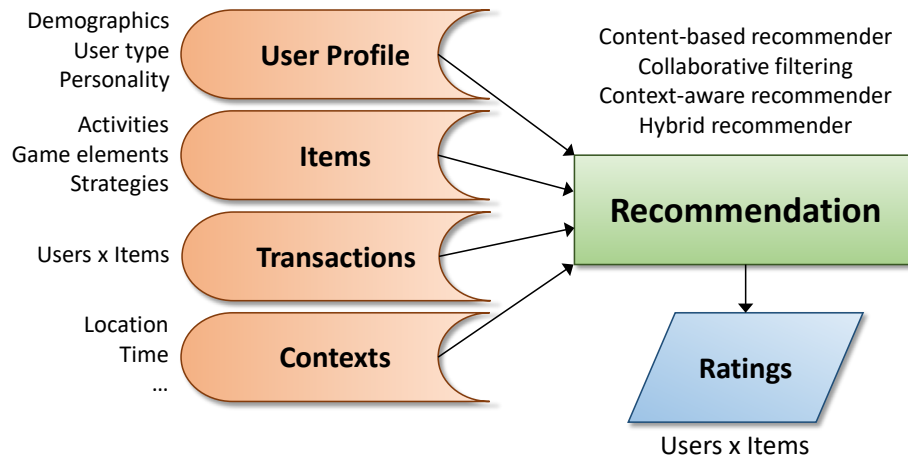 Demographics
User type
Personality
User Profile
Activities
Game elements
Strategies
Items
Users x Items
Transactions
Location
Time
...
Contexts
Content-based recommender
Collaborative filtering
Context-aware recommender
Hybrid recommender
Recommendation
Ratings
Users x Items